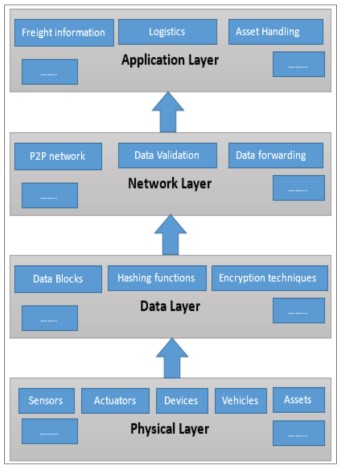 Freight information
Logistics
Asset Handling
Application Layer
........
.........
P2P network
Data Validation
Data forwarding
Network Layer
........
.........
Data Blocks
Hashing functions
Encryption techniques
Data Layer
........
.........
Sensors
Actuators
Devices
Vehicles
Assets
Physical Layer
.........
.........